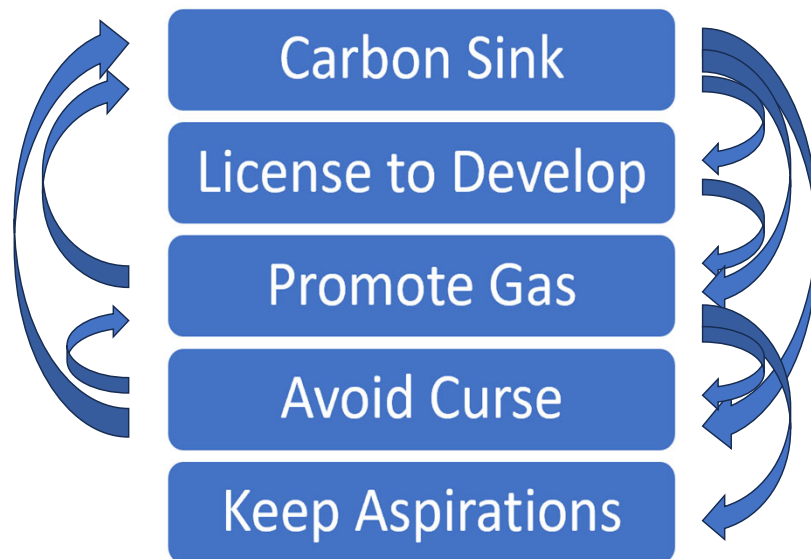 Carbon Sink
License to Develop
Promote Gas
Avoid Curse
Keep Aspirations